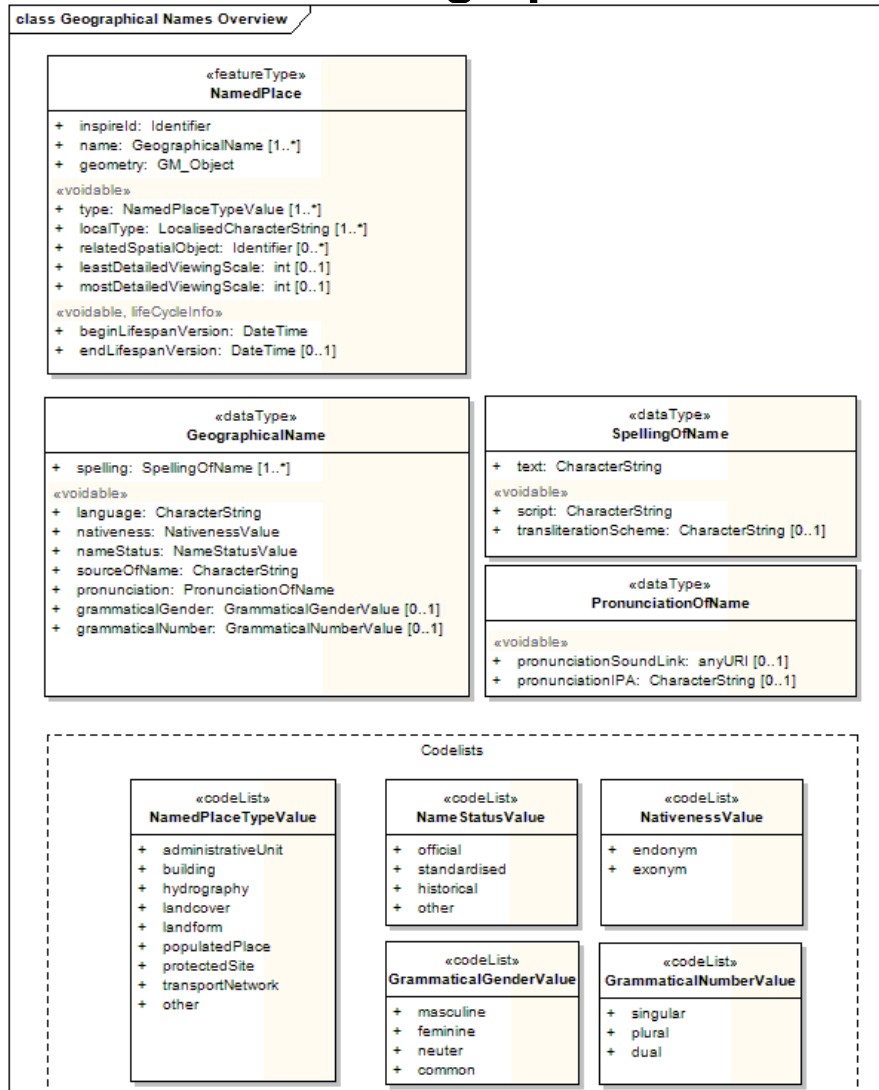 class Geographical Names Overview
«featureType»
NamedPlace
+ inspireId: Identifier
+ name: GeographicalName [1..*]
+ geometry: GM_Object
«voidable»
+ type: NamedPlaceTypeValue [1..*]
+ localType: LocalisedCharacterString [1..*]
+ relatedSpatialObject: Identifier [0..*]
+ leastDetailedViewingScale: int [0..1]
+ mostDetailedViewingScale: int [0..1]
«voidable, lifeCycleInfo»
+ beginLifespanVersion: DateTime
+ endLifespanVersion: DateTime [0..1]
«dataType»
GeographicalName
+ spelling: SpellingOfName [1..*]
«voidable»
+ language: CharacterString
+ nativeness: NativenessValue
+ nameStatus: NameStatusValue
+ sourceOfName: CharacterString
+ pronunciation: PronunciationOfName
+ grammaticalGender: GrammaticalGenderValue [0..1]
+ grammaticalNumber: GrammaticalNumberValue [0..1]
«dataType»
SpellingOfName
+ text: CharacterString
«voidable»
+ script: CharacterString
+ transliterationScheme: CharacterString [0..1]
«dataType»
PronunciationOfName
«voidable»
+ pronunciationSoundLink: anyURI [0..1]
+ pronunciationIPA: CharacterString [0..1]
Codelists
«codeList»
NamedPlaceTypeValue
+ administrativeUnit
+ building
+ hydrography
+ landcover
+ landform
+ populatedPlace
+ protectedSite
+ transportNetwork
+ other
«codeList»
NameStatusValue
+ official
+ standardised
+ historical
+ other
«codeList»
NativenessValue
+ endonym
+ exonym
«codeList»
GrammaticalGenderValue
+ masculine
+ feminine
+ neuter
+ common
«codeList»
GrammaticalNumberValue
+ singular
+ plural
+ dual